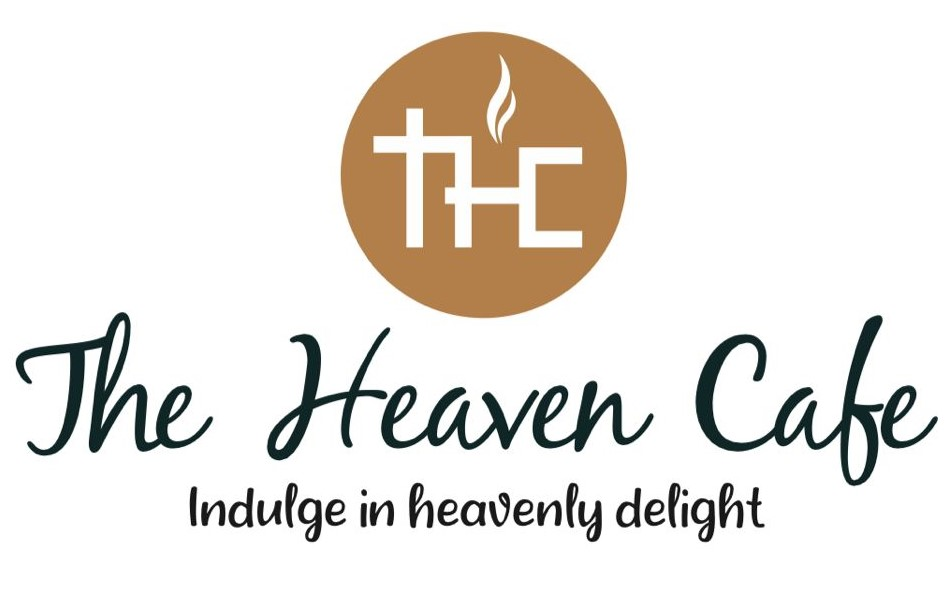 THC
The Heaven Cafe
Indulge in heavenly delight